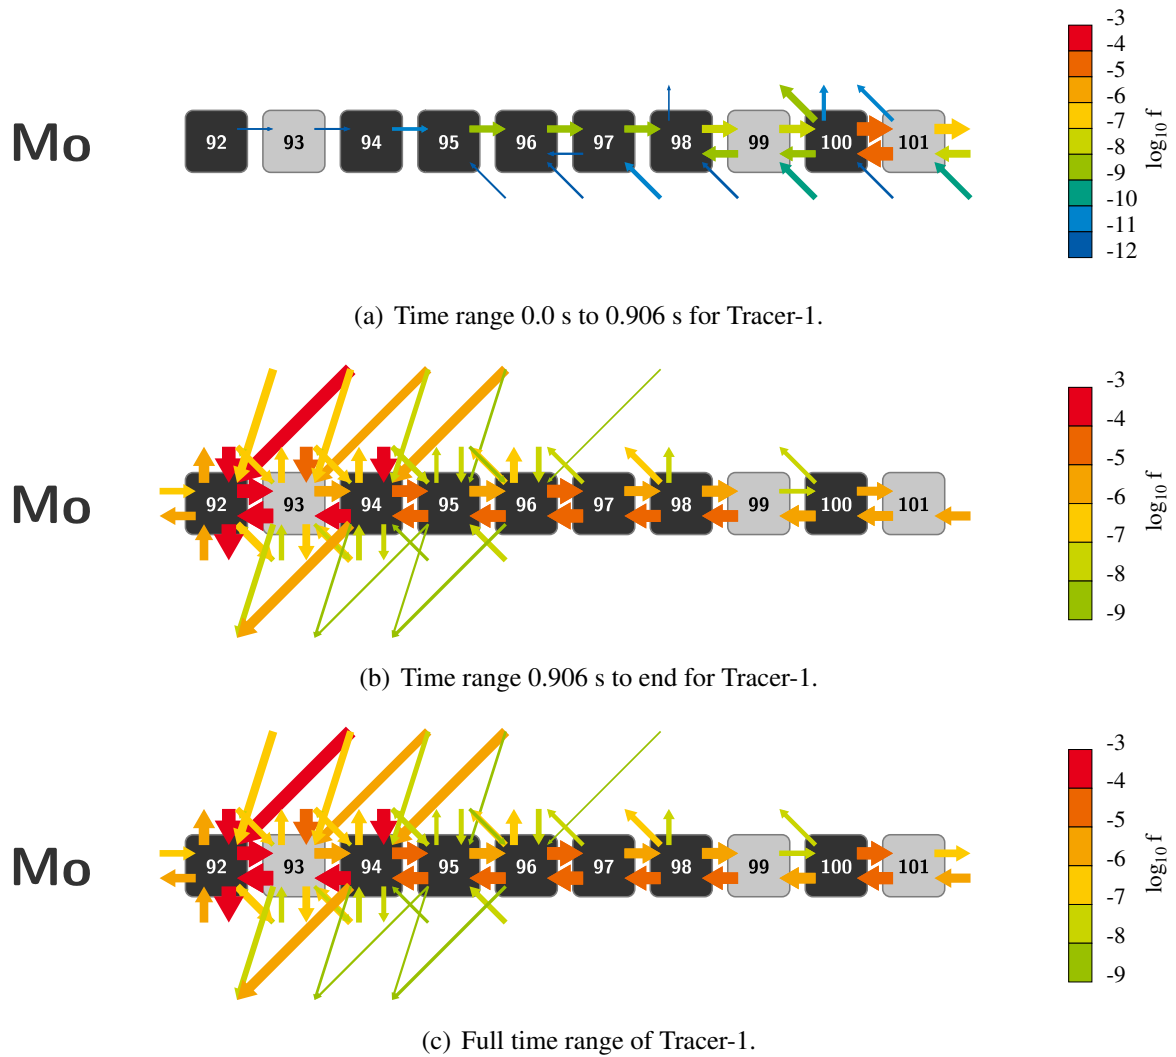 -3
-4
-5
-6
-7
-8
-9
-10
-11
-12
log₁₀ f
Mo
92 93 94 95 96 97 98 99 100 101
(a) Time range 0.0 s to 0.906 s for Tracer-1.
-3
-4
-5
-6
-7
-8
-9
log₁₀ f
Mo
92 93 94 95 96 97 98 99 100 101
(b) Time range 0.906 s to end for Tracer-1.
-3
-4
-5
-6
-7
-8
-9
log₁₀ f
Mo
92 93 94 95 96 97 98 99 100 101
(c) Full time range of Tracer-1.